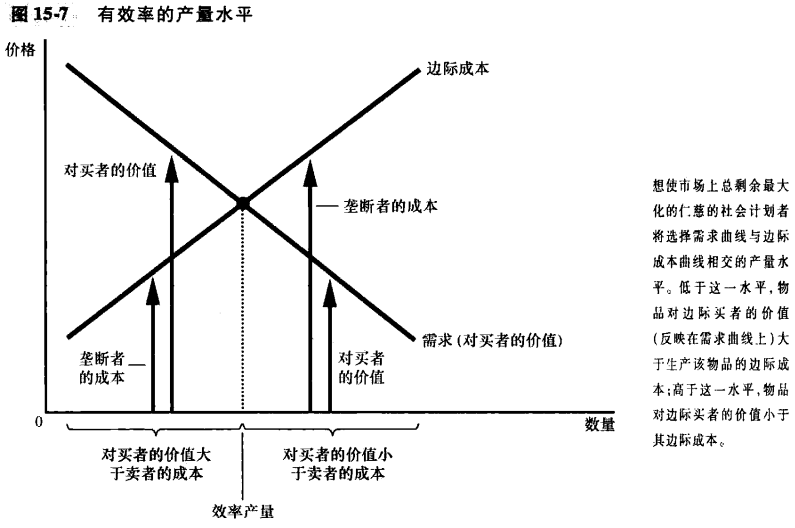 图 15-7 有效率的产量水平
价格
边际成本
对买者的价值
垄断者的成本
需求(对买者的价值)
垄断者
的成本
对买者
的价值
0
数量
对买者的价值大
于卖者的成本
对买者的价值小
于卖者的成本
效率产量
想使市场上总剩余最大
化的仁慈的社会计划者
将选择需求曲线与边际
成本曲线相交的产量水
平。低于这一水平,物
品对边际买者的价值
(反映在需求曲线上)大
于生产该物品的边际成
本;高于这一水平,物品
对边际买者的价值小于
其边际成本。